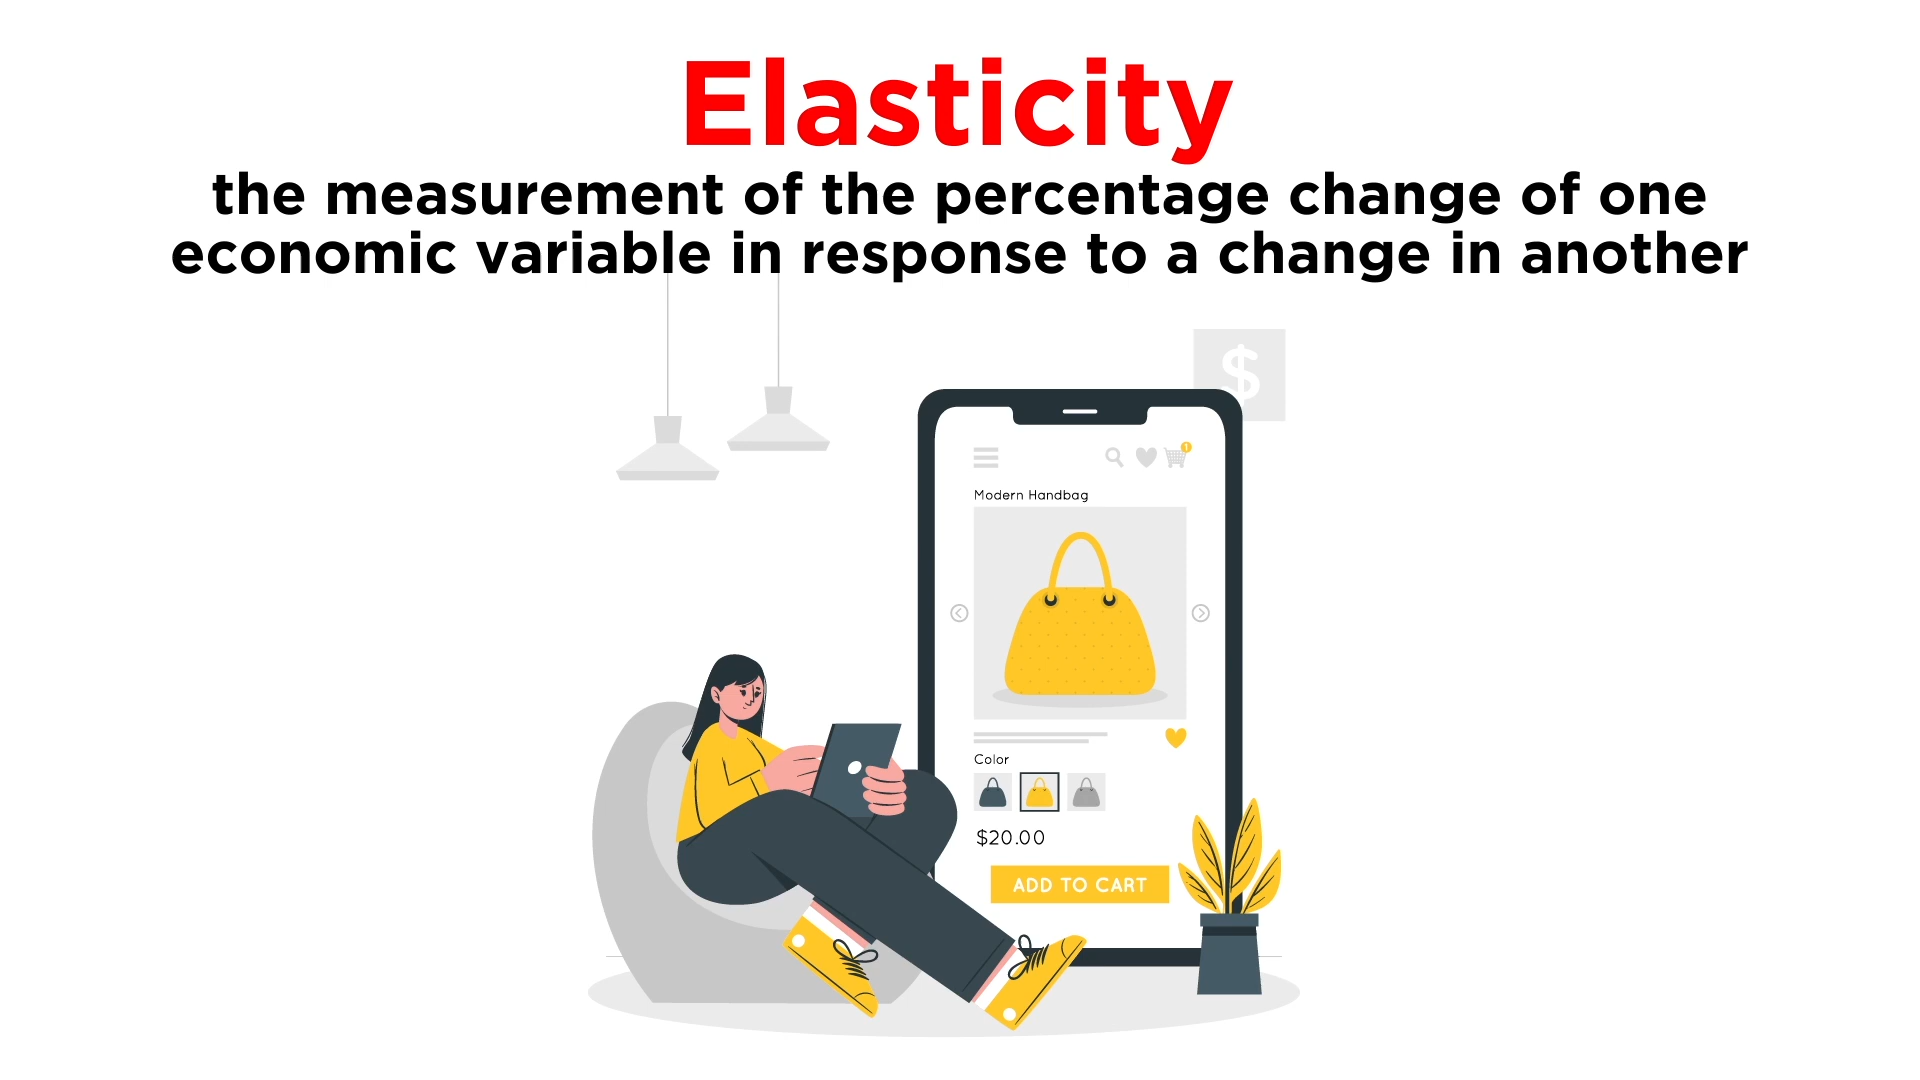 Elasticity
the measurement of the percentage change of one
economic variable in response to a change in another
$
1
Modern Handbag
Color
$20.00
ADD TO CART